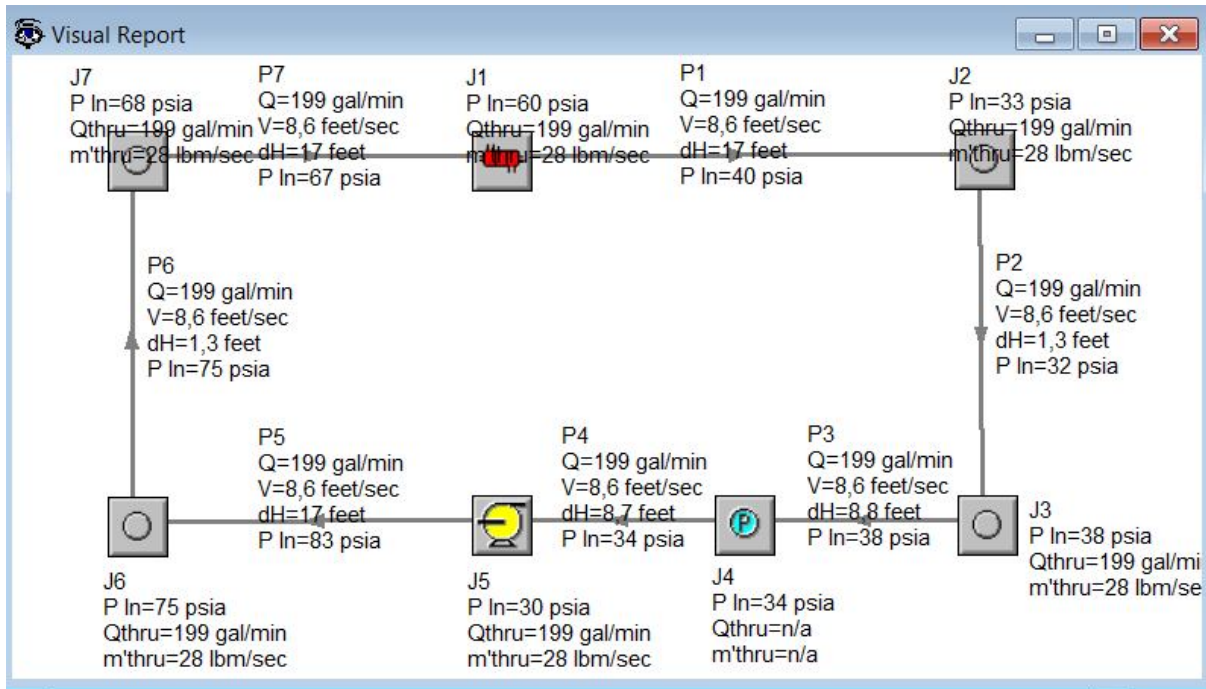 Visual Report
J7
P In=68 psia
Qthru=199 gal/min
m'thru=28 lbm/sec
P7
Q=199 gal/min
V=8,6 feet/sec
dH=17 feet
P In=67 psia
J1
P In=60 psia
Qthru=199 gal/min
m'thru=28 lbm/sec
P1
Q=199 gal/min
V=8,6 feet/sec
dH=17 feet
P In=40 psia
J2
P In=33 psia
Qthru=199 gal/min
m'thru=28 lbm/sec
P6
Q=199 gal/min
V=8,6 feet/sec
dH=1,3 feet
P In=75 psia
P2
Q=199 gal/min
V=8,6 feet/sec
dH=1,3 feet
P In=32 psia
P5
Q=199 gal/min
V=8,6 feet/sec
dH=17 feet
P In=83 psia
P4
Q=199 gal/min
V=8,6 feet/sec
dH=8,7 feet
P In=34 psia
P3
Q=199 gal/min
V=8,6 feet/sec
dH=8,8 feet
P In=38 psia
P
J3
P In=38 psia
Qthru=199 gal/mi
m'thru=28 lbm/se
J6
P In=75 psia
Qthru=199 gal/min
m'thru=28 lbm/sec
J5
P In=30 psia
Qthru=199 gal/min
m'thru=28 lbm/sec
J4
P In=34 psia
Qthru=n/a
m'thru=n/a